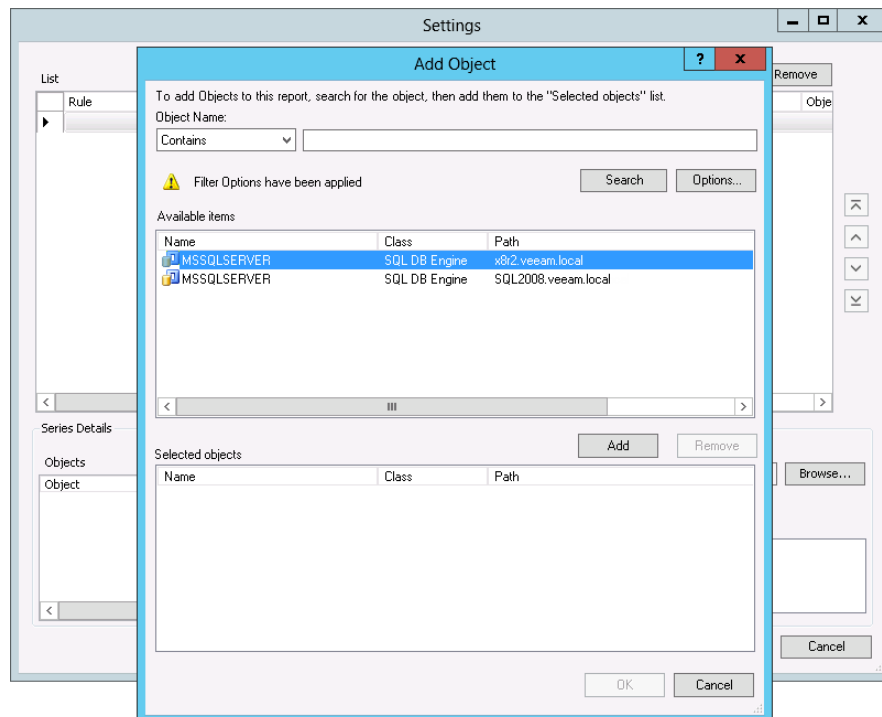 Settings
Add Object
? x
List
Remove
Rule
Obje
To add Objects to this report, search for the object, then add them to the "Selected objects" list.
Object Name:
Contains
Filter Options have been applied
Search
Options...
Available items
Name Class Path
MSSQLSERVER SQL DB Engine x8r2.veeam.local
MSSQLSERVER SQL DB Engine SQL2008.veeam.local
Series Details
Add
Remove
Selected objects
Objects
Browse...
Name Class Path
Object
Cancel
OK
Cancel